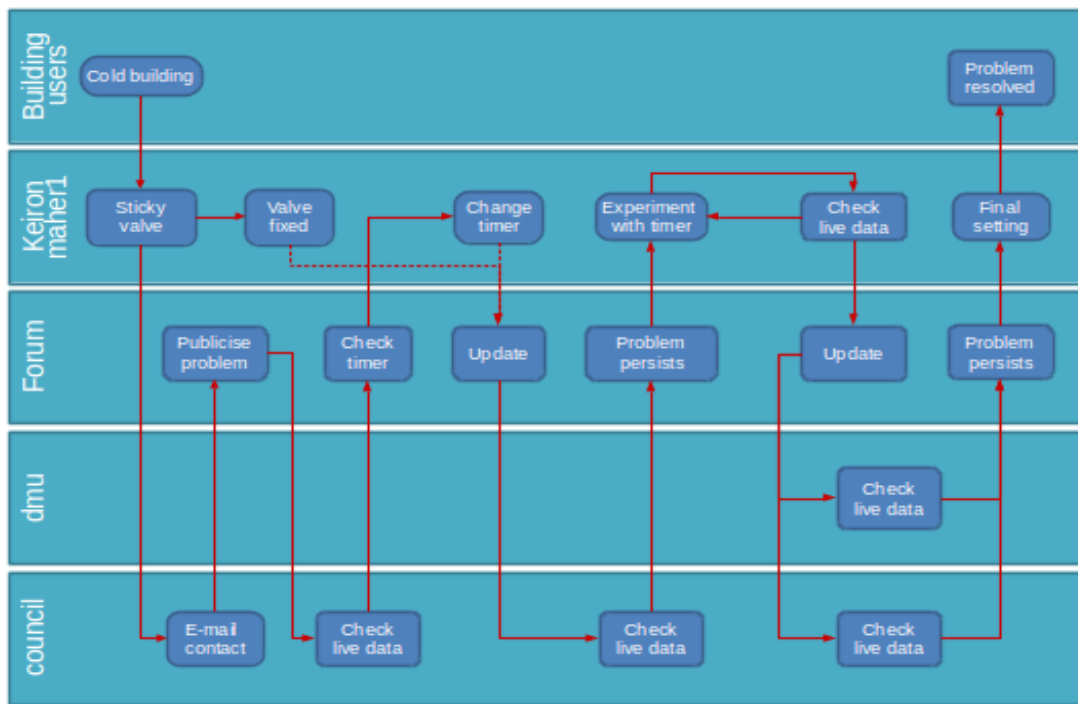 Building
users
Cold building
Problem
resolved
Keiron
maher1
Sticky
valve
Valve
fixed
Change
timer
Experiment
with timer
Check
live data
Final
setting
Forum
Publicise
problem
Check
timer
Update
Problem
persists
Update
Problem
persists
dmu
Check
live data
council
E-mail
contact
Check
live data
Check
live data
Check
live data